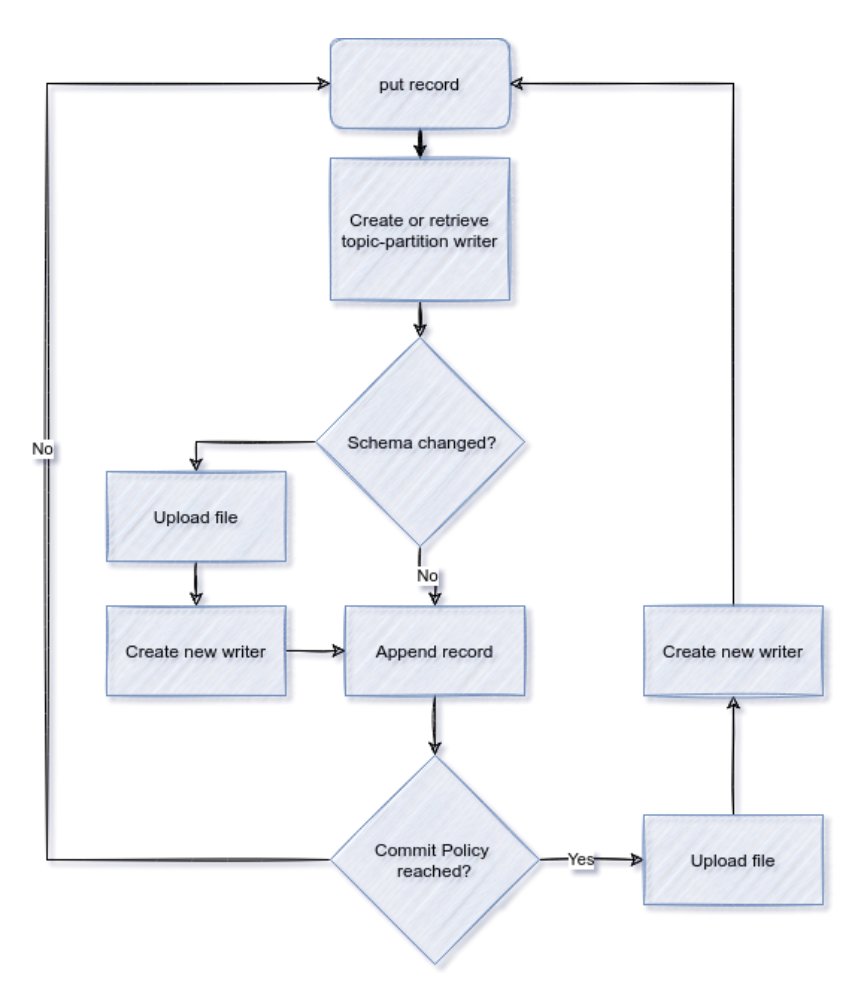 put record
Create or retrieve
topic-partition writer
Schema changed?
No
Upload file
No
Create new writer
Append record
Create new writer
Commit Policy
reached?
Yes
Upload file